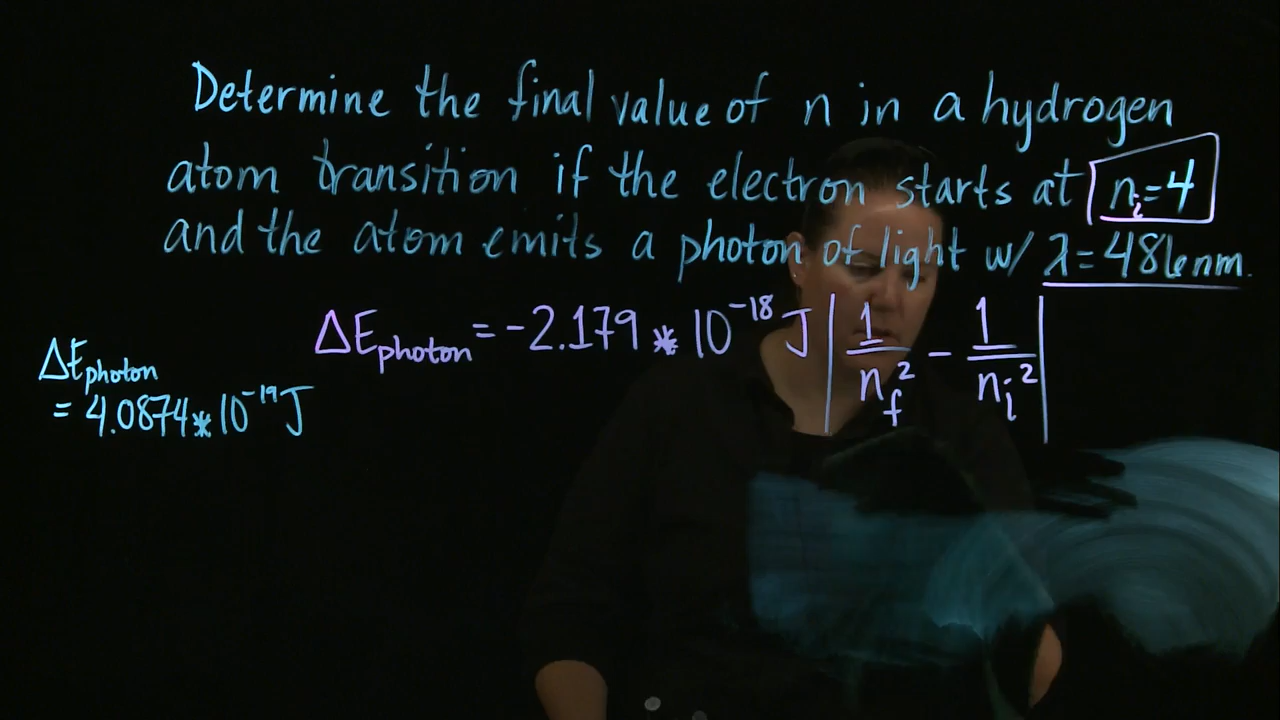 Determine the final value of n in a hydrogen
atom transition if the electron starts at n_i=4
and the atom emits a photon of light w/ λ=486nm.
ΔE_photon = -2.179 * 10^-18 J | 1/n_f^2 - 1/n_i^2 |
ΔE_photon
= 4.0874 * 10^-19 J